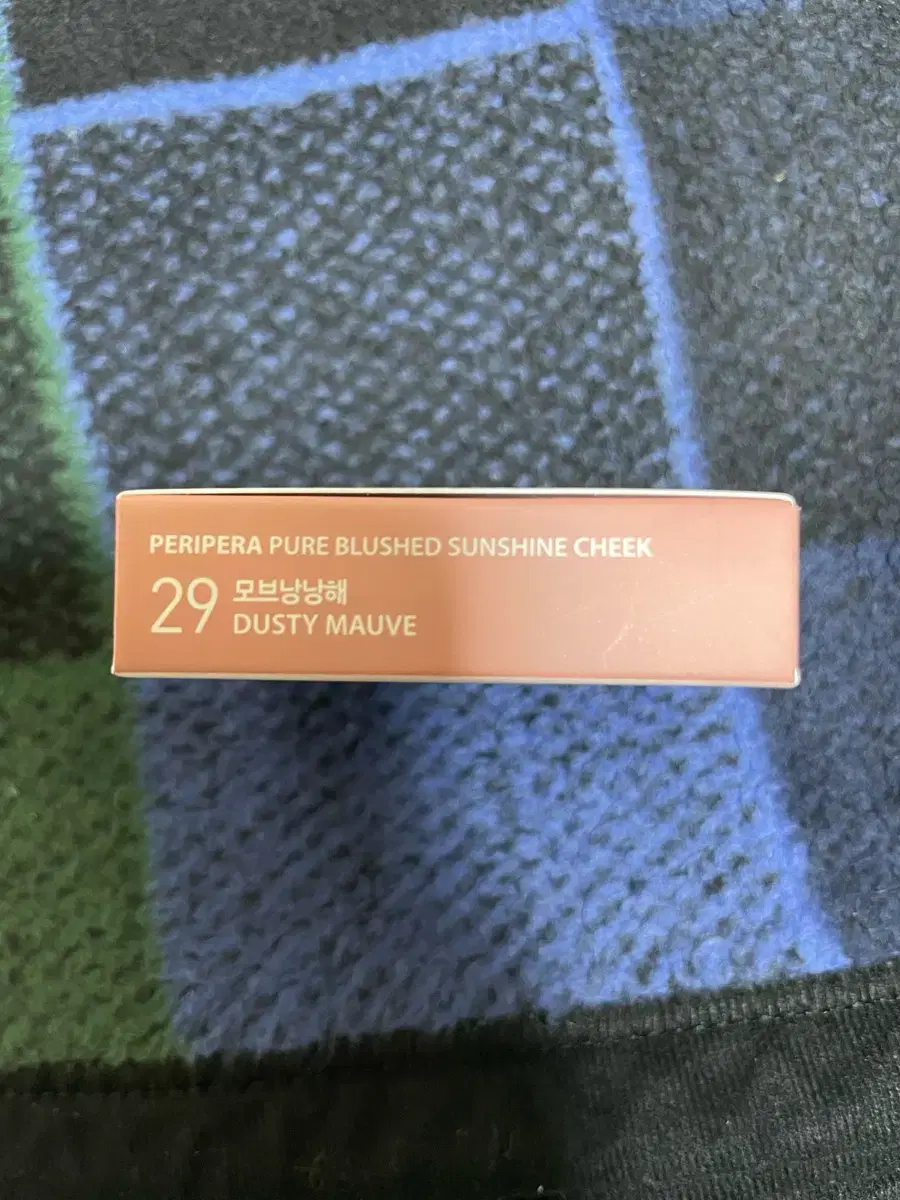 PERIPERA PURE BLUSHED SUNSHINE CHEEK
29 모브낭낭해
DUSTY MAUVE